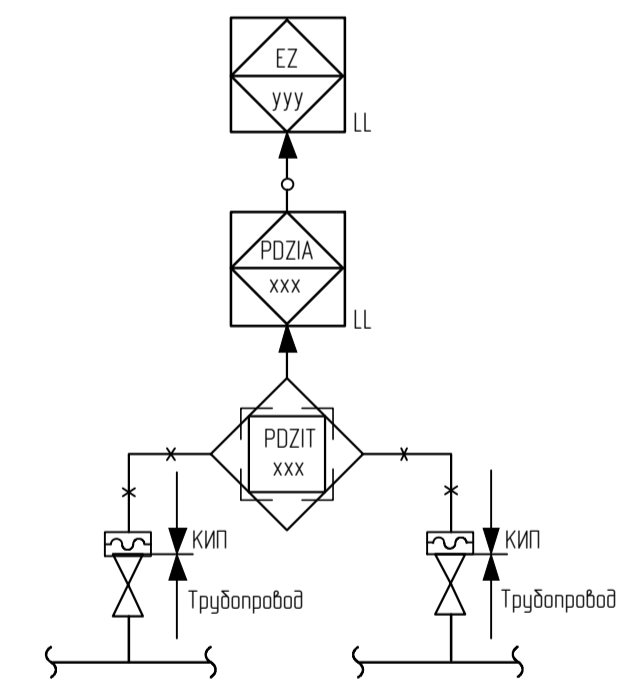 EZ
yyy
LL
PDZIA
xxx
LL
PDZIT
xxx
КИП
Трубопровод
КИП
Трубопровод